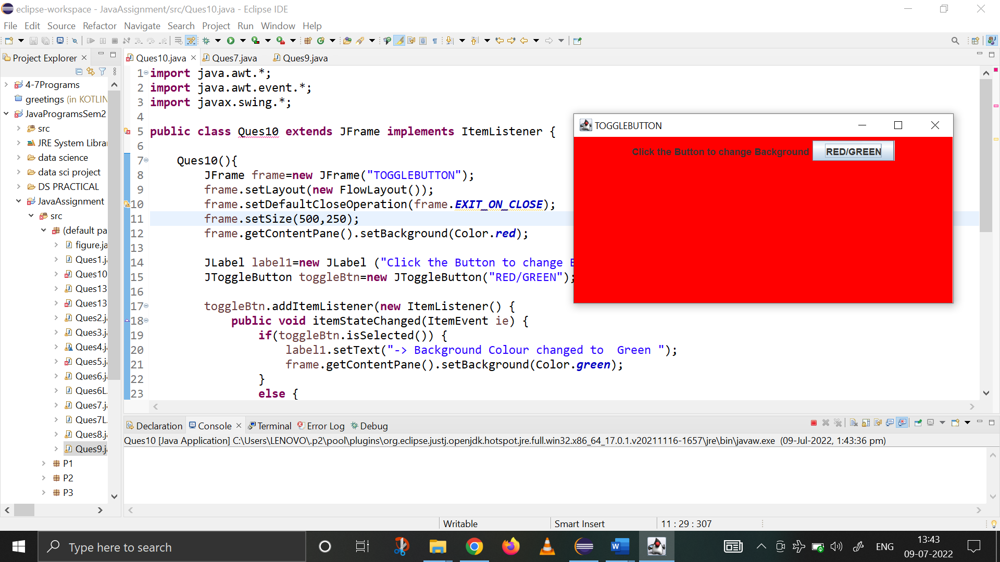 eclipse-workspace - JavaAssignment/src/Ques10.java - Eclipse IDE
File Edit Source Refactor Navigate Search Project Run Window Help
Project Explorer
4-7Programs
greetings (in KOTLIN
JavaProgramsSem2
src
JRE System Librar
data science
data sci project
DS PRACTICAL
JavaAssignment
src
(default pa
figure.ja
Ques1.j
Ques10
Ques13
Ques13
Ques2.j
Ques3.j
Ques4.j
Ques5.j
Ques6.j
Ques6L
Ques7.j
Ques7L
Ques8.j
Ques9.j
P1
P2
P3
Ques10.java Ques7.java Ques9.java
1 import java.awt.*;
2 import java.awt.event.*;
3 import javax.swing.*;
4
5 public class Ques10 extends JFrame implements ItemListener {
6
7 Ques10(){
8 JFrame frame=new JFrame("TOGGLEBUTTON");
9 frame.setLayout(new FlowLayout());
10 frame.setDefaultCloseOperation(frame.EXIT_ON_CLOSE);
11 frame.setSize(500,250);
12 frame.getContentPane().setBackground(Color.red);
13
14 JLabel label1=new JLabel ("Click the Button to change
15 JToggleButton toggleBtn=new JToggleButton("RED/GREEN");
16
17 toggleBtn.addItemListener(new ItemListener() {
18 public void itemStateChanged(ItemEvent ie) {
19 if(toggleBtn.isSelected()) {
20 label1.setText("-> Background Colour changed to  Green ");
21 frame.getContentPane().setBackground(Color.green);
22 }
23 else {
TOGGLEBUTTON
Click the Button to change Background RED/GREEN
Declaration Console Terminal Error Log Debug
Ques10 [Java Application] C:\Users\LENOVO\.p2\pool\plugins\org.eclipse.justj.openjdk.hotspot.jre.full.win32.x86_64_17.0.1.v20211116-1657\jre\bin\javaw.exe (09-Jul-2022, 1:43:36 pm)
Writable Smart Insert 11 : 29 : 307
Type here to search
ENG
13:43
09-07-2022